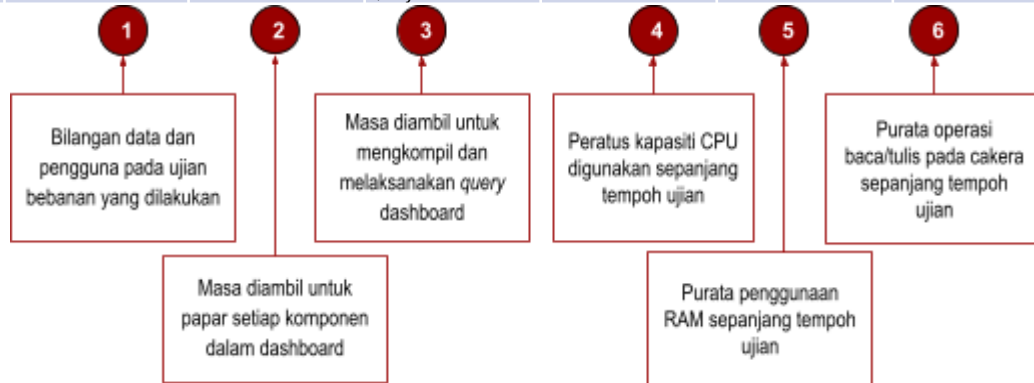 1
2
3
4
5
6
Bilangan data dan
pengguna pada ujian
bebanan yang dilakukan
Masa diambil untuk
papar setiap komponen
dalam dashboard
Masa diambil untuk
mengkompil dan
melaksanakan query
dashboard
Peratus kapasiti CPU
digunakan sepanjang
tempoh ujian
Purata penggunaan
RAM sepanjang tempoh
ujian
Purata operasi
baca/tulis pada cakera
sepanjang tempoh
ujian